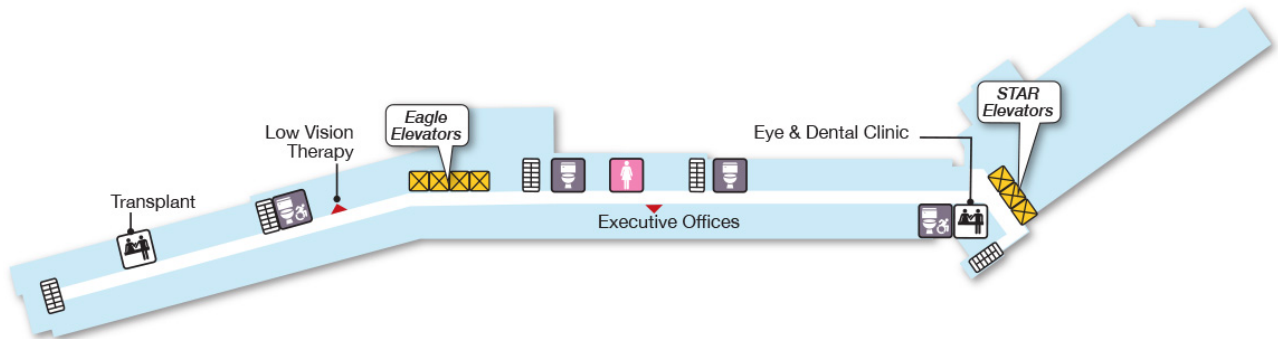 Transplant
Low Vision
Therapy
Eagle
Elevators
Executive Offices
Eye & Dental Clinic
STAR
Elevators